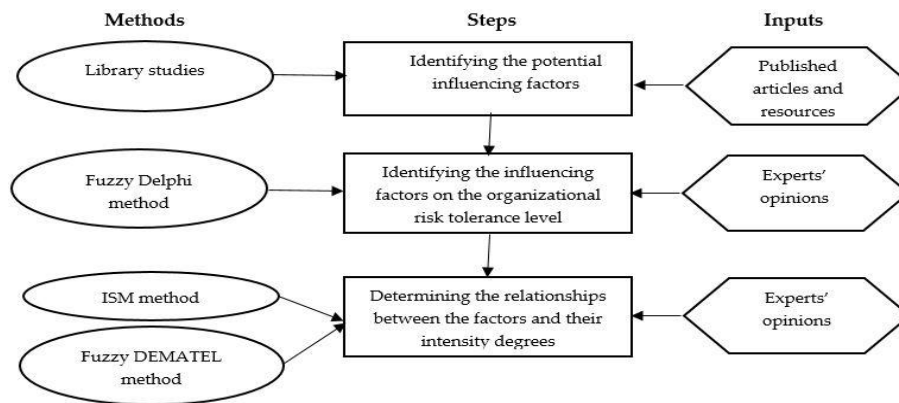 Methods
Steps
Inputs
Library studies
Identifying the potential
influencing factors
Published
articles and
resources
Fuzzy Delphi
method
Identifying the influencing
factors on the organizational
risk tolerance level
Experts'
opinions
ISM method
Fuzzy DEMATEL
method
Determining the relationships
between the factors and their
intensity degrees
Experts'
opinions